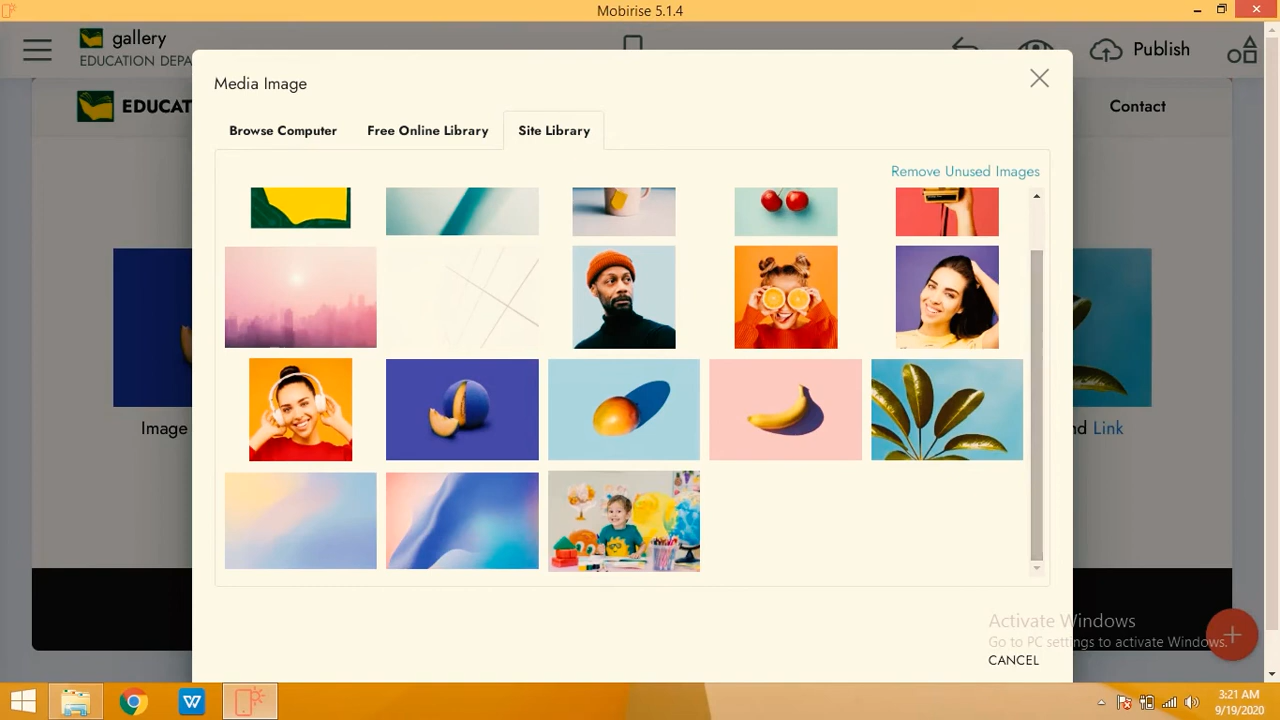 Mobirise 5.1.4
gallery
EDUCATION DEPA
Publish
Media Image
EDUCAT
Contact
Browse Computer
Free Online Library
Site Library
Remove Unused Images
Image
nd Link
Activate Windows
Go to PC settings to activate Windows.
CANCEL
3:21 AM
9/19/2020